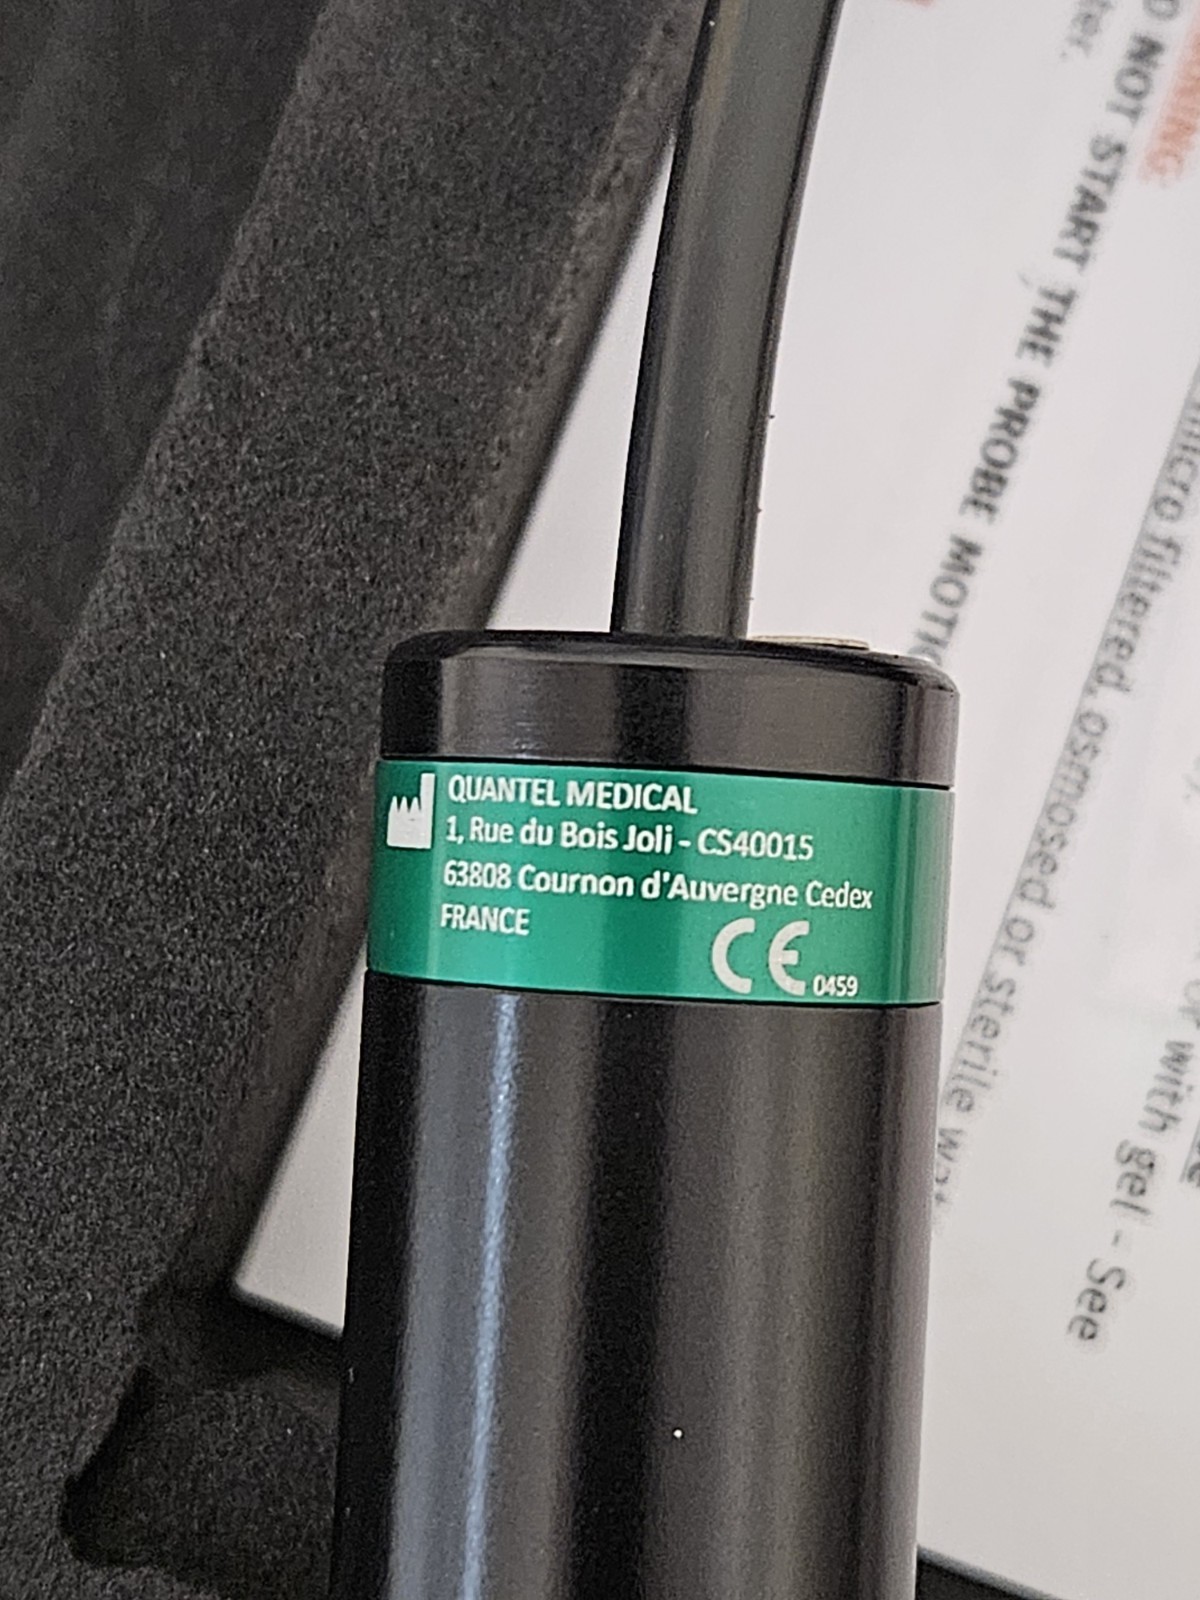 QUANTEL MEDICAL
1, Rue du Bois Joli - CS40015
63808 Cournon d'Auvergne Cedex
FRANCE
CE 0459
NOT START THE PROBE
micro filtered, osmosed or sterile
with gel - See